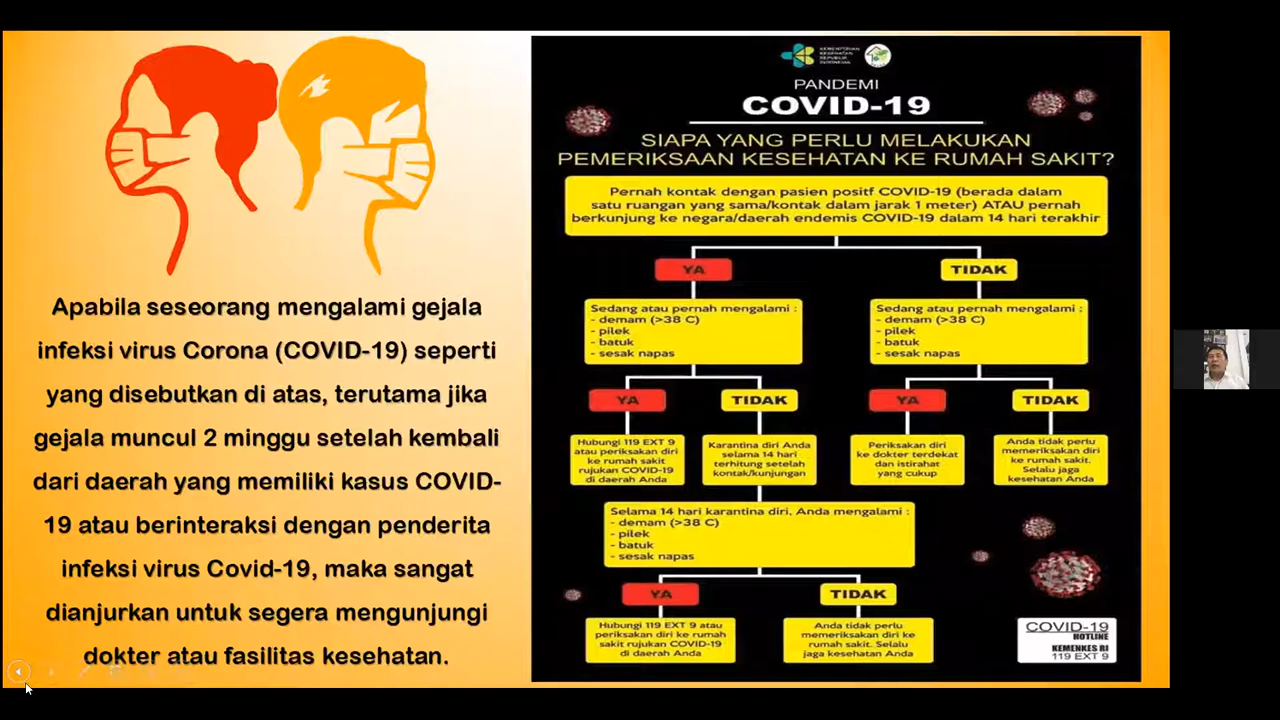 Apabila seseorang mengalami gejala
infeksi virus Corona (COVID-19) seperti
yang disebutkan di atas, terutama jika
gejala muncul 2 minggu setelah kembali
dari daerah yang memiliki kasus COVID-
19 atau berinteraksi dengan penderita
infeksi virus Covid-19, maka sangat
dianjurkan untuk segera mengunjungi
dokter atau fasilitas kesehatan.
KEMENTERIAN
KESEHATAN
REPUBLIK
INDONESIA
PANDEMI
COVID-19
SIAPA YANG PERLU MELAKUKAN
PEMERIKSAAN KESEHATAN KE RUMAH SAKIT?
Pernah kontak dengan pasien positf COVID-19 (berada dalam
satu ruangan yang sama/kontak dalam jarak 1 meter) ATAU pernah
berkunjung ke negara/daerah endemis COVID-19 dalam 14 hari terakhir
YA
TIDAK
Sedang atau pernah mengalami :
- demam (>38 C)
- pilek
- batuk
- sesak napas
Sedang atau pernah mengalami :
- demam (>38 C)
- pilek
- batuk
- sesak napas
YA
TIDAK
YA
TIDAK
Hubungi 119 EXT 9
atau periksakan diri
ke rumah sakit
rujukan COVID-19
di daerah Anda
Karantina diri Anda
selama 14 hari
terhitung setelah
kontak/kunjungan
Periksakan diri
ke dokter terdekat
dan istirahat
yang cukup
Anda tidak perlu
memeriksakan diri
ke rumah sakit.
Selalu jaga
kesehatan Anda
Selama 14 hari karantina diri, Anda mengalami :
- demam (>38 C)
- pilek
- batuk
- sesak napas
YA
TIDAK
Hubungi 119 EXT 9 atau
periksakan diri ke rumah
sakit rujukan COVID-19
di daerah Anda
Anda tidak perlu
memeriksakan diri ke
rumah sakit. Selalu
jaga kesehatan Anda
COVID-19
HOTLINE
KEMENKES RI
119 EXT 9